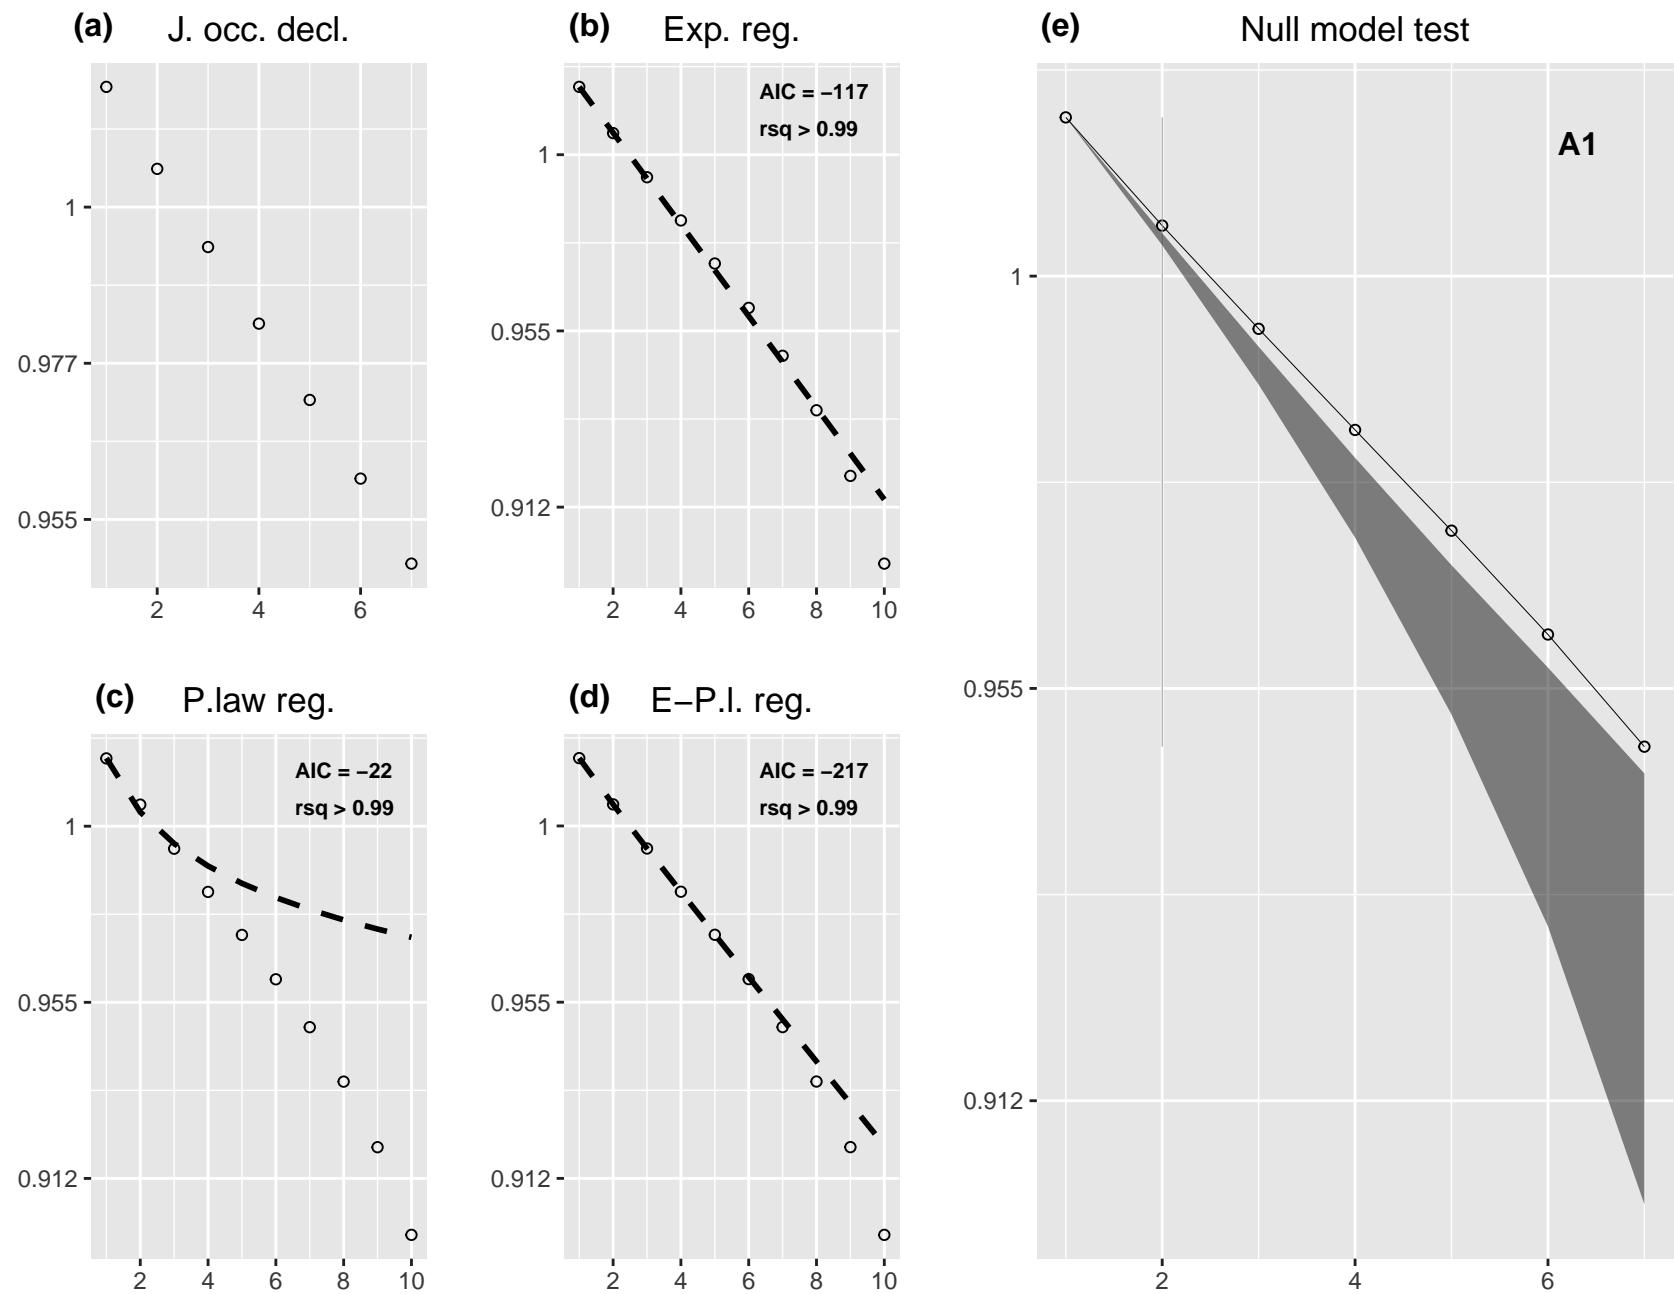 (a) J. occ. decl.
1
0.977
0.955
2 4 6
(b) Exp. reg.
AIC = −117
rsq > 0.99
1
0.955
0.912
2 4 6 8 10
(c) P.law reg.
AIC = −22
rsq > 0.99
1
0.955
0.912
2 4 6 8 10
(d) E−P.l. reg.
AIC = −217
rsq > 0.99
1
0.955
0.912
2 4 6 8 10
(e) Null model test
A1
1
0.955
0.912
2 4 6